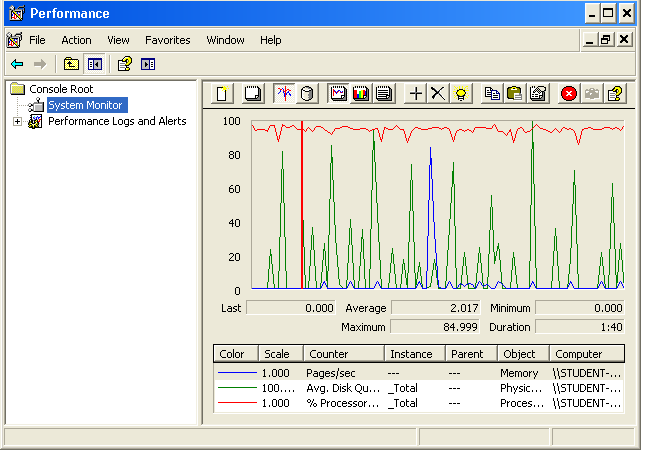 Performance
File Action View Favorites Window Help
Console Root
System Monitor
Performance Logs and Alerts
100
80
60
40
20
0
Last 0.000 Average 2.017 Minimum 0.000
Maximum 84.999 Duration 1:40
Color Scale Counter Instance Parent Object Computer
1.000 Pages/sec --- --- Memory \\STUDENT-...
100.... Avg. Disk Qu... _Total --- Physic... \\STUDENT-...
1.000 % Processor... _Total --- Proces... \\STUDENT-...